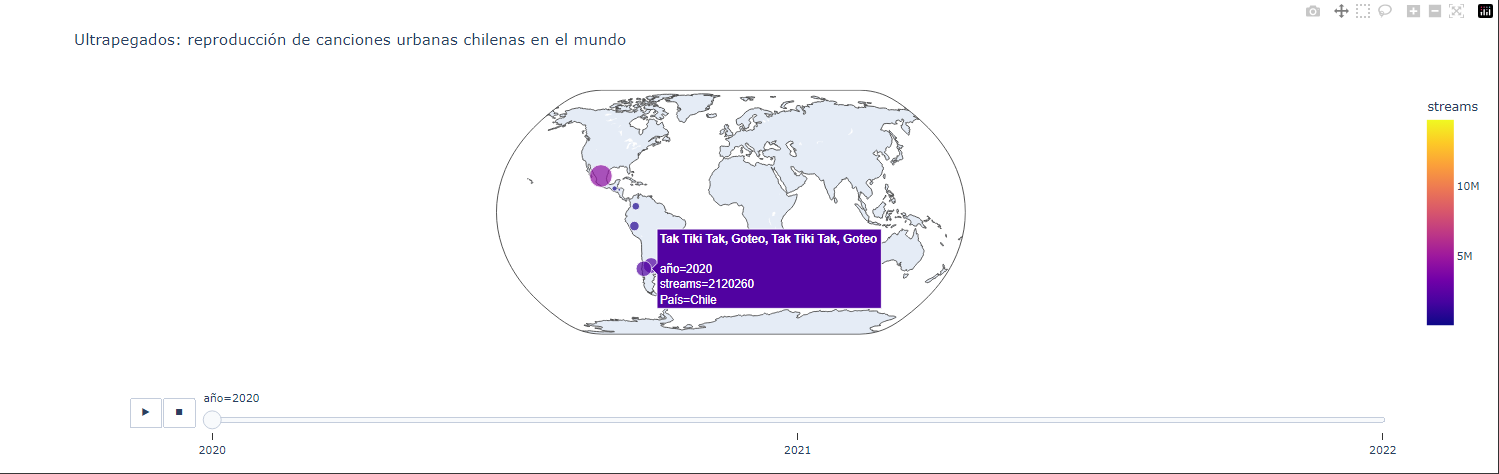 Ultrapegados: reproducción de canciones urbanas chilenas en el mundo
streams
10M
5M
Tak Tiki Tak, Goteo, Tak Tiki Tak, Goteo
año=2020
streams=2120260
País=Chile
año=2020
2020
2021
2022